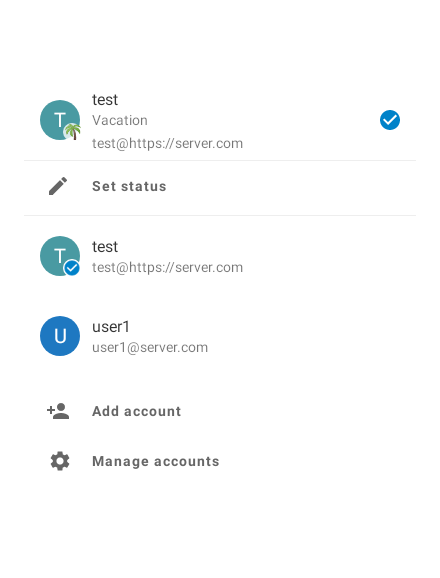 T
test
Vacation
test@https://server.com
Set status
T
test
test@https://server.com
U
user1
user1@server.com
Add account
Manage accounts